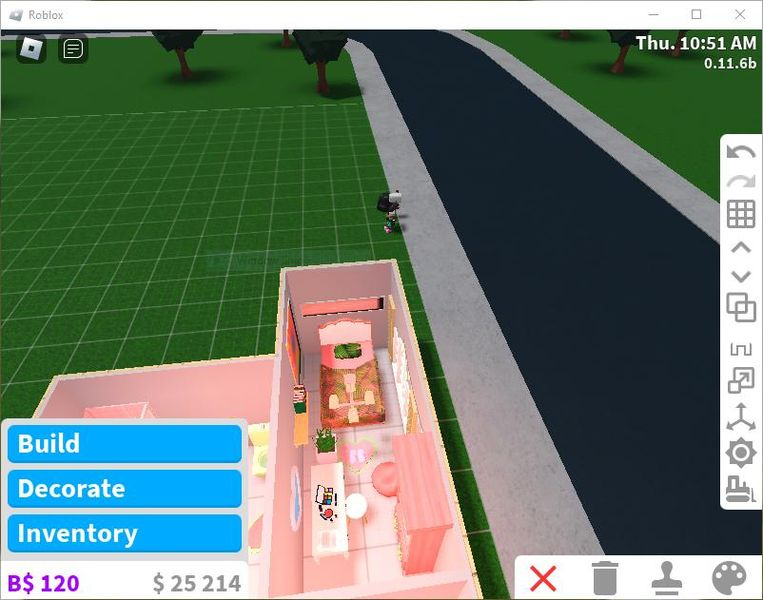 Roblox
Thu. 10:51 AM
0.11.6b
Build
Decorate
Inventory
B$ 120
$ 25 214